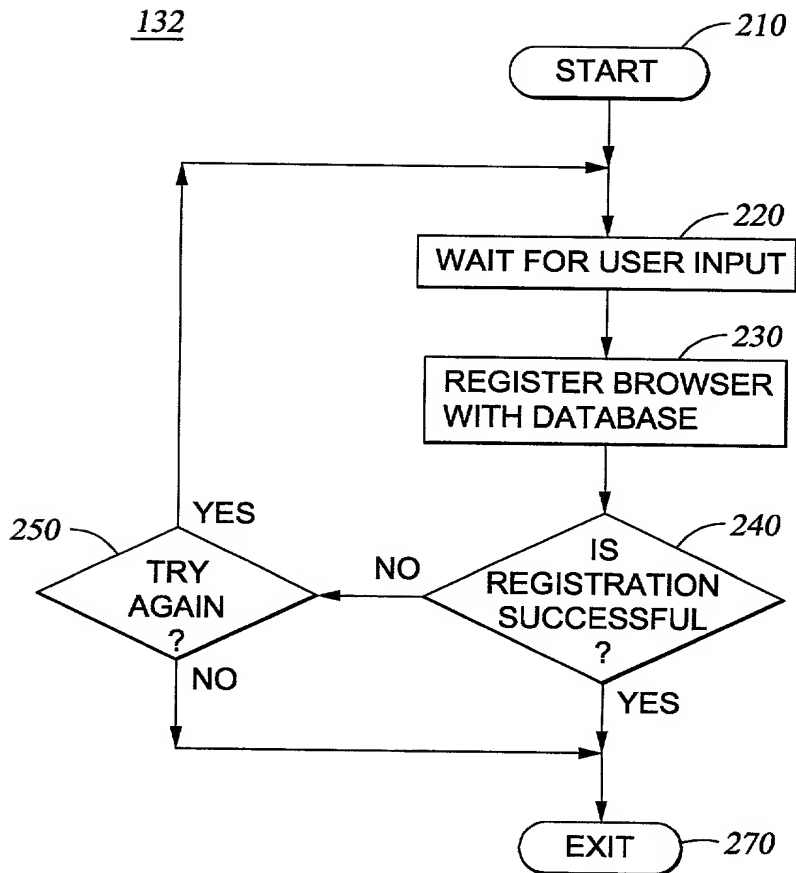 132
210
START
220
WAIT FOR USER INPUT
230
REGISTER BROWSER
WITH DATABASE
240
IS
REGISTRATION
SUCCESSFUL
?
YES
NO
250
TRY
AGAIN
?
YES
NO
EXIT
270